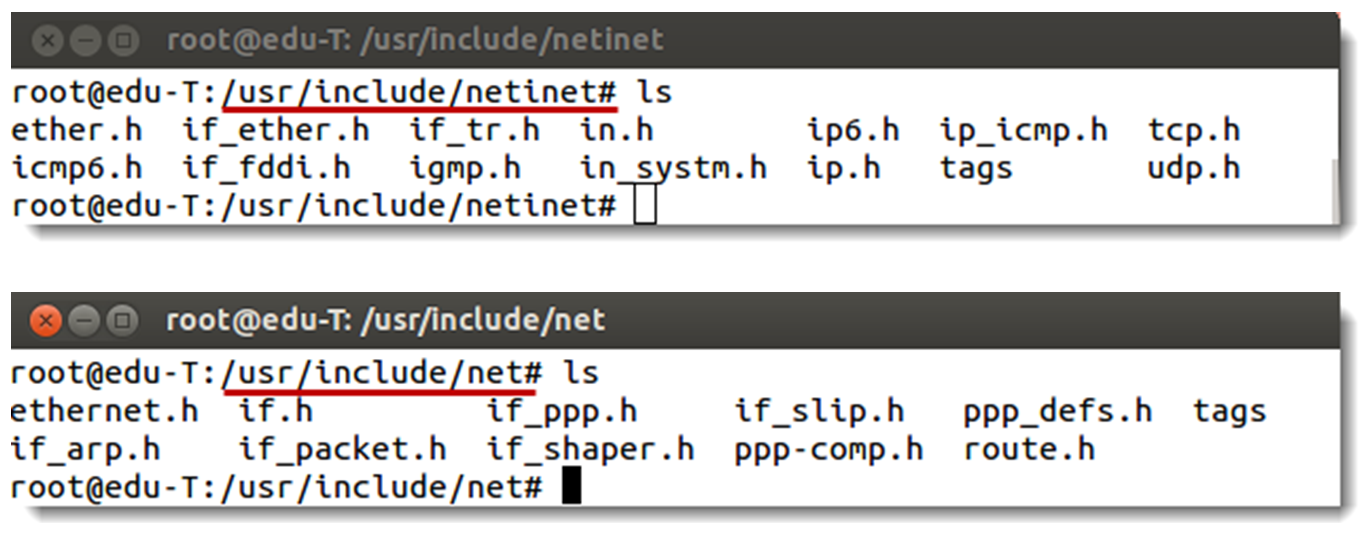 root@edu-T: /usr/include/netinet
root@edu-T:/usr/include/netinet# ls
ether.h if_ether.h if_tr.h in.h ip6.h ip_icmp.h tcp.h
icmp6.h if_fddi.h igmp.h in_systm.h ip.h tags udp.h
root@edu-T:/usr/include/netinet#
root@edu-T: /usr/include/net
root@edu-T:/usr/include/net# ls
ethernet.h if.h if_ppp.h if_slip.h ppp_defs.h tags
if_arp.h if_packet.h if_shaper.h ppp-comp.h route.h
root@edu-T:/usr/include/net#